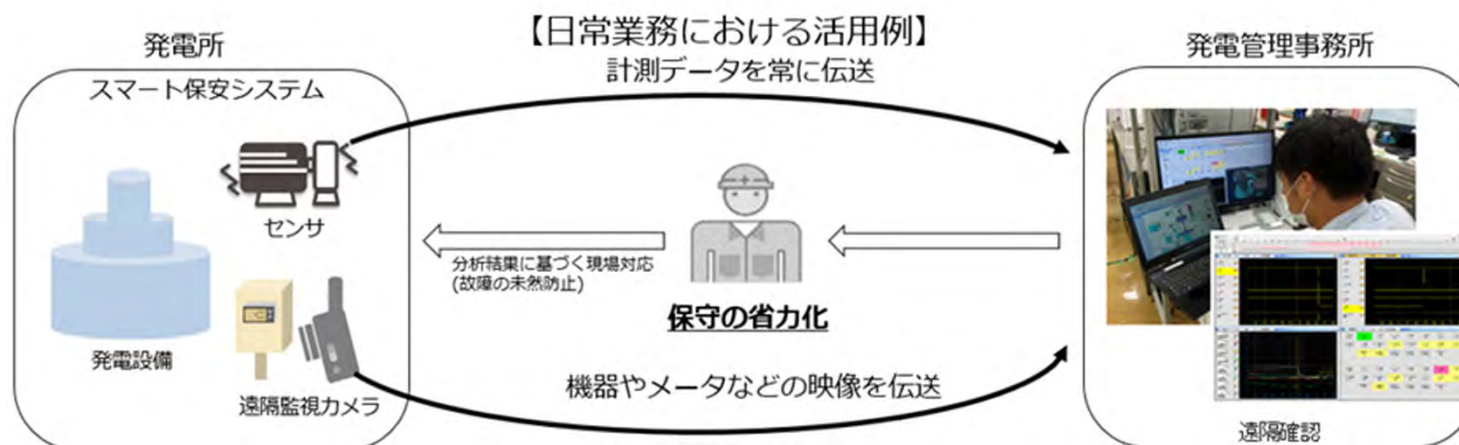 【日常業務における活用例】
計測データを常に伝送
発電所
スマート保安システム
センサ
発電設備
遠隔監視カメラ
分析結果に基づく現場対応
(故障の未然防止)
保守の省力化
機器やメータなどの映像を伝送
発電管理事務所
遠隔確認